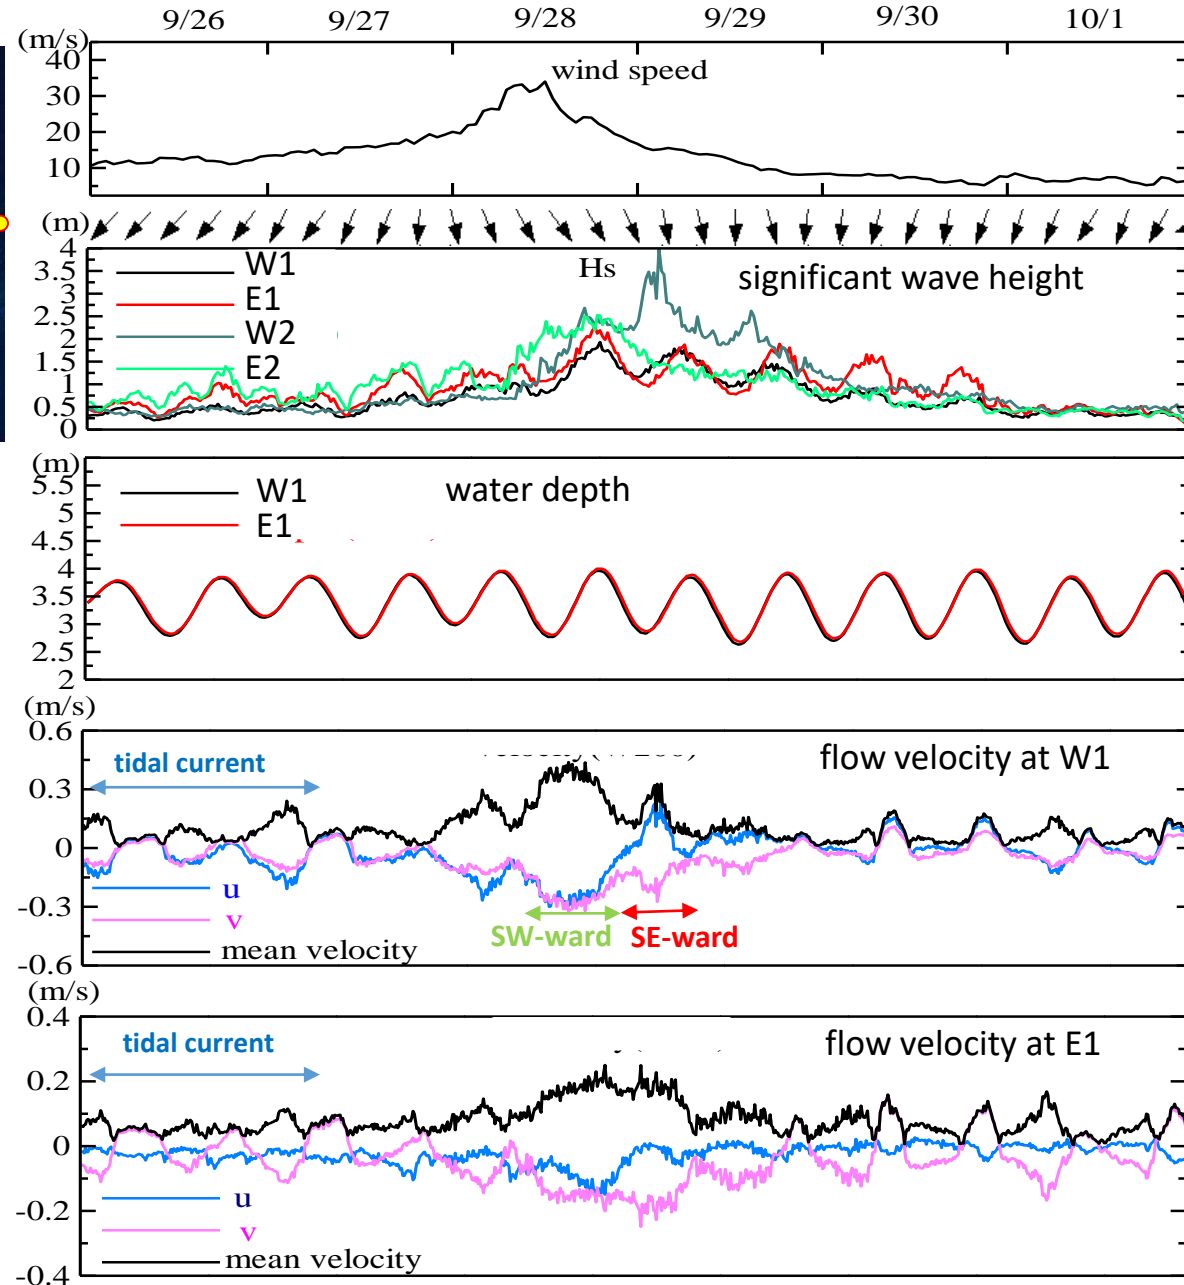 9/26 9/27 9/28 9/29 9/30 10/1
(m/s)
40
30
20
10
wind speed
(m)
4
3.5
3
2.5
2
1.5
1
0.5
0
W1
E1
W2
E2
Hs
significant wave height
(m)
5.5
5
4.5
4
3.5
3
2.5
2
W1
E1
water depth
(m/s)
0.6
0.3
0
-0.3
-0.6
tidal current
flow velocity at W1
u
v
mean velocity
SW-ward SE-ward
(m/s)
0.4
0.2
0
-0.2
-0.4
tidal current
flow velocity at E1
u
v
mean velocity